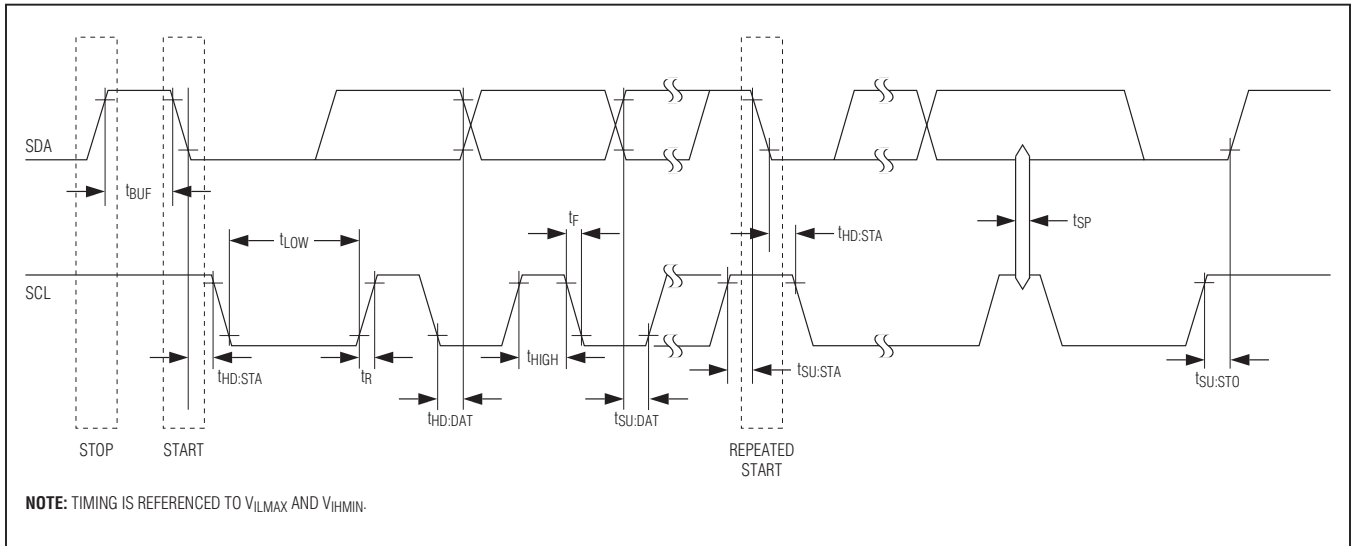 SDA
tBUF
tF
tLOW
tHD:STA
tSP
SCL
tHD:STA
tR
tHIGH
tSU:STA
tSU:STO
tHD:DAT
tSU:DAT
STOP
START
REPEATED
START
NOTE: TIMING IS REFERENCED TO VILMAX AND VIHMIN.